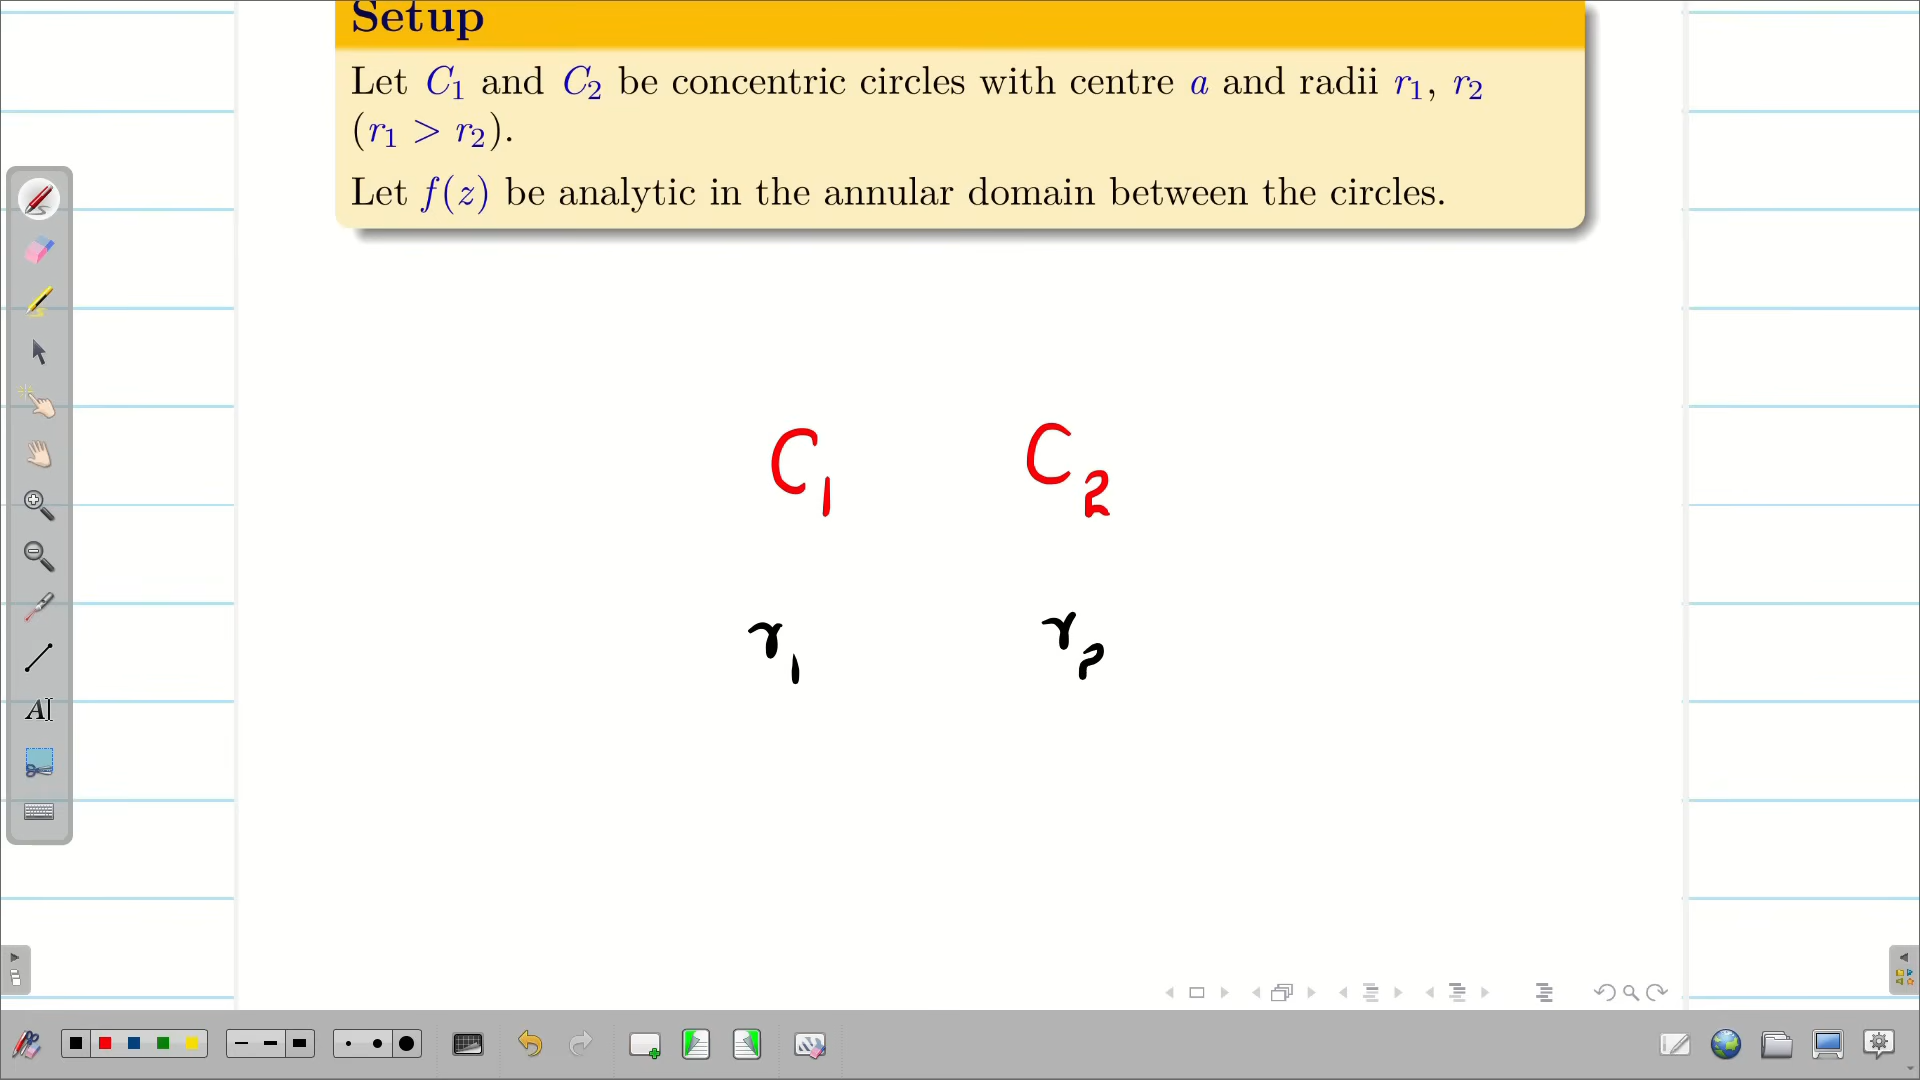 Setup
Let C₁ and C₂ be concentric circles with centre a and radii r₁, r₂
(r₁ > r₂).
Let f(z) be analytic in the annular domain between the circles.
C₁ C₂
r₁ r₂